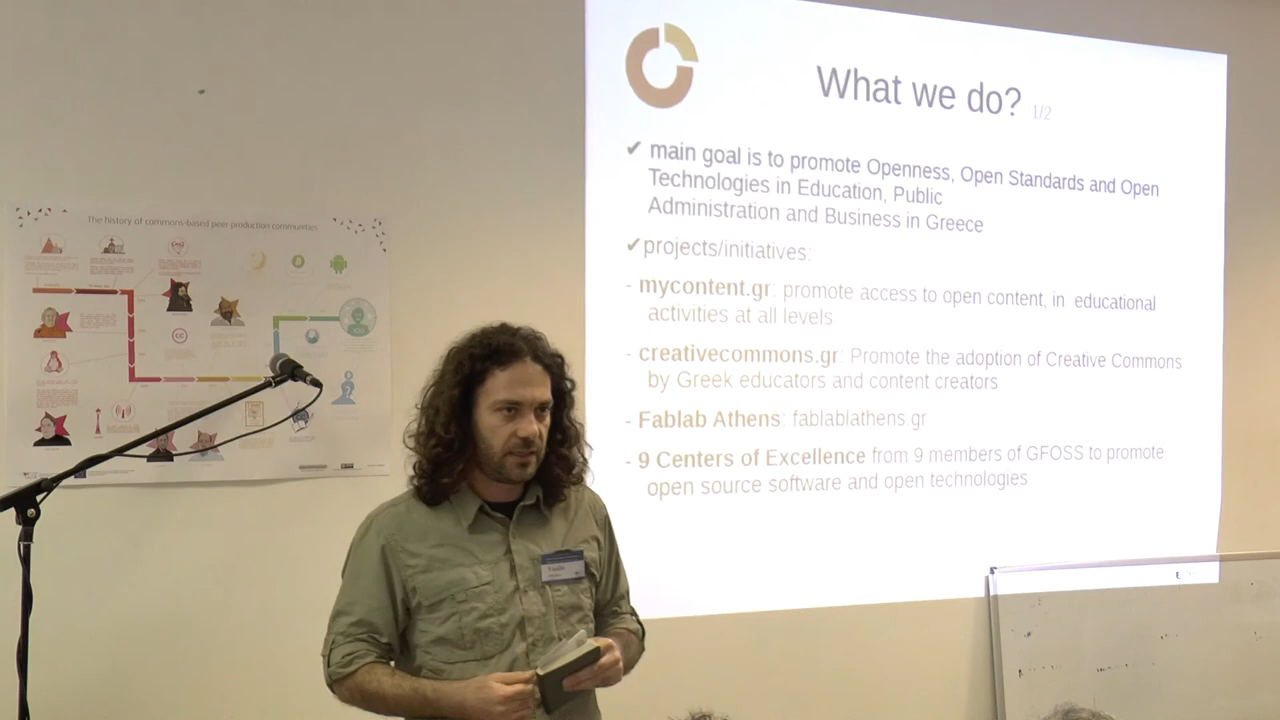 The history of commons-based peer production communities
What we do? 1/2
✔ main goal is to promote Openness, Open Standards and Open
Technologies in Education, Public
Administration and Business in Greece
✔projects/initiatives:
- mycontent.gr: promote access to open content, in educational
activities at all levels
- creativecommons.gr: Promote the adoption of Creative Commons
by Greek educators and content creators
- Fablab Athens: fablablathens.gr
- 9 Centers of Excellence from 9 members of GFOSS to promote
open source software and open technologies